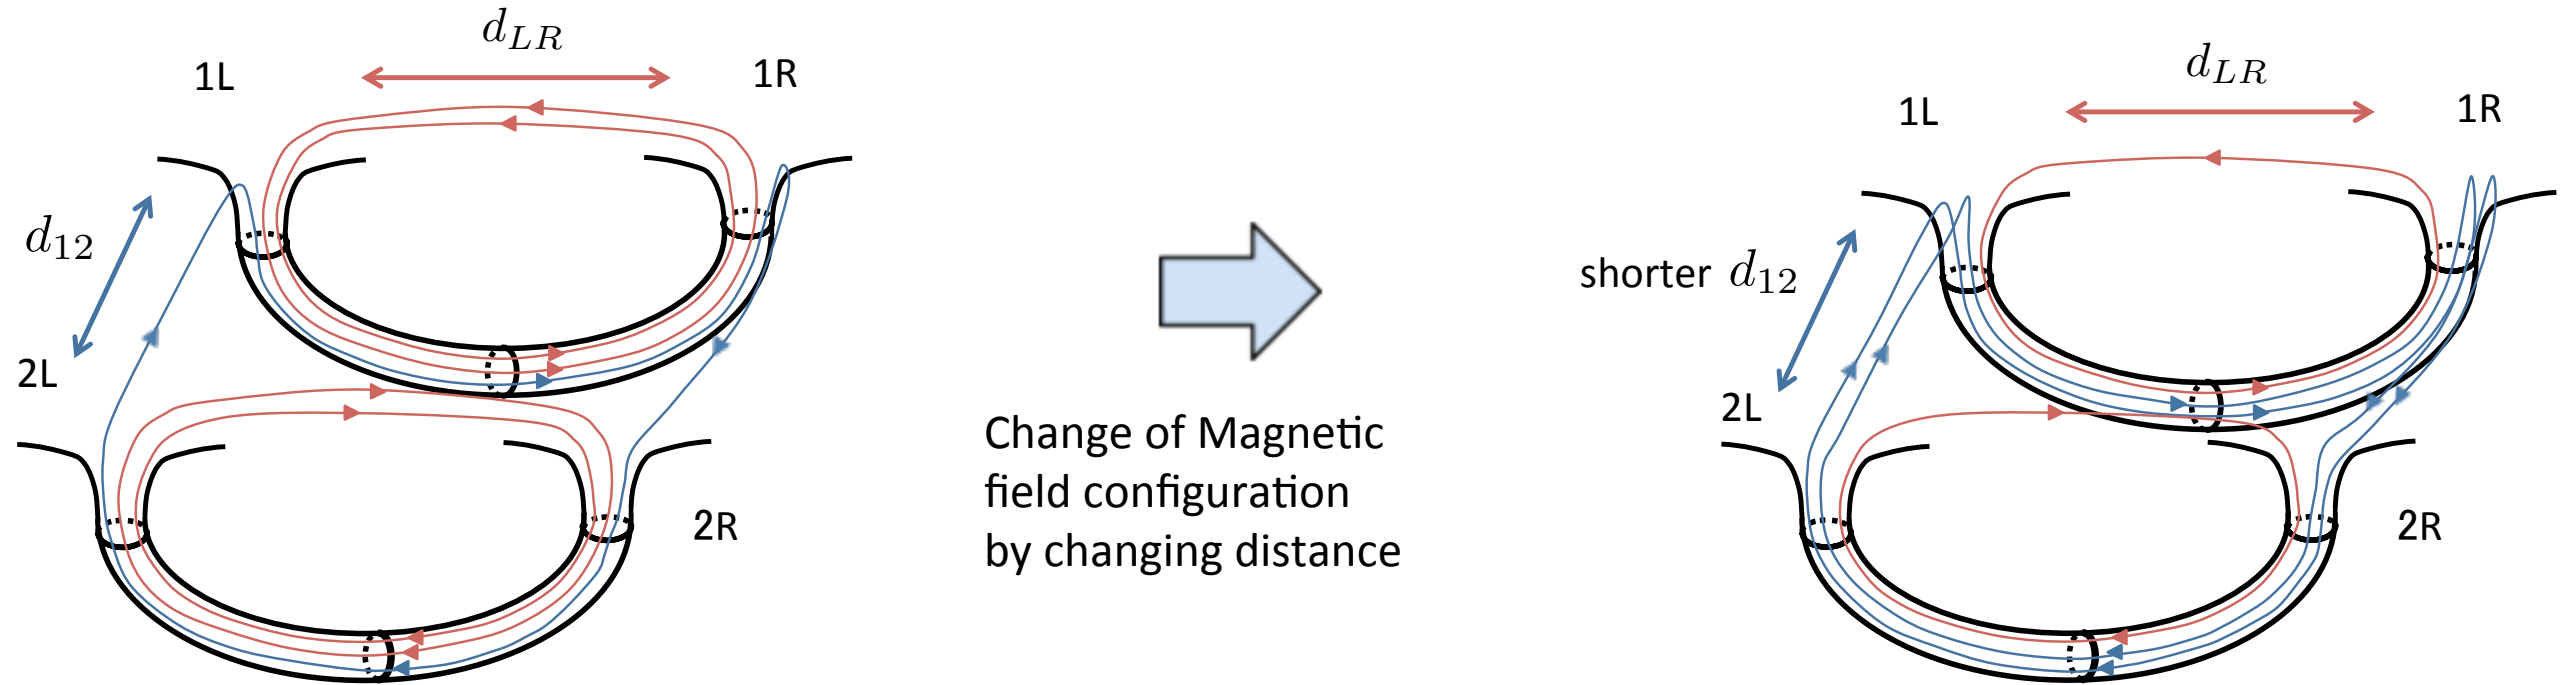 d_{LR}
1L
1R
d_{12}
2L
2R
Change of Magnetic
field configuration
by changing distance
d_{LR}
1L
1R
shorter d_{12}
2L
2R